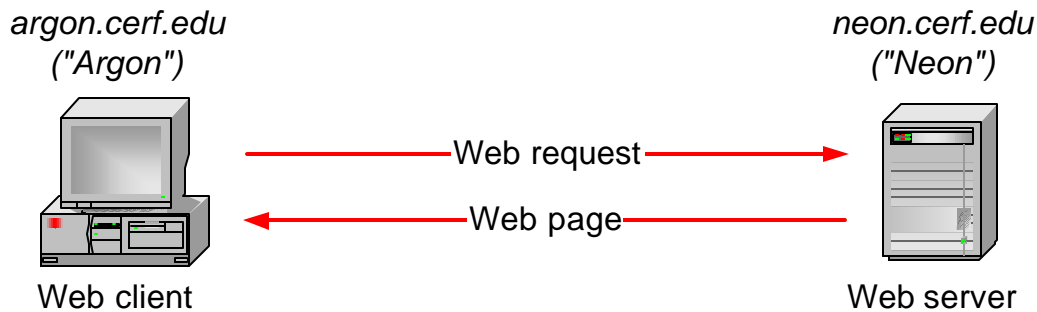 argon.cerf.edu
("Argon")
neon.cerf.edu
("Neon")
Web request
Web page
Web client
Web server